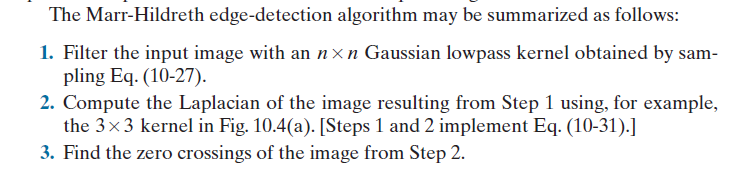 The Marr-Hildreth edge-detection algorithm may be summarized as follows:
1. Filter the input image with an n × n Gaussian lowpass kernel obtained by sam-
pling Eq. (10-27).
2. Compute the Laplacian of the image resulting from Step 1 using, for example,
the 3 × 3 kernel in Fig. 10.4(a). [Steps 1 and 2 implement Eq. (10-31).]
3. Find the zero crossings of the image from Step 2.